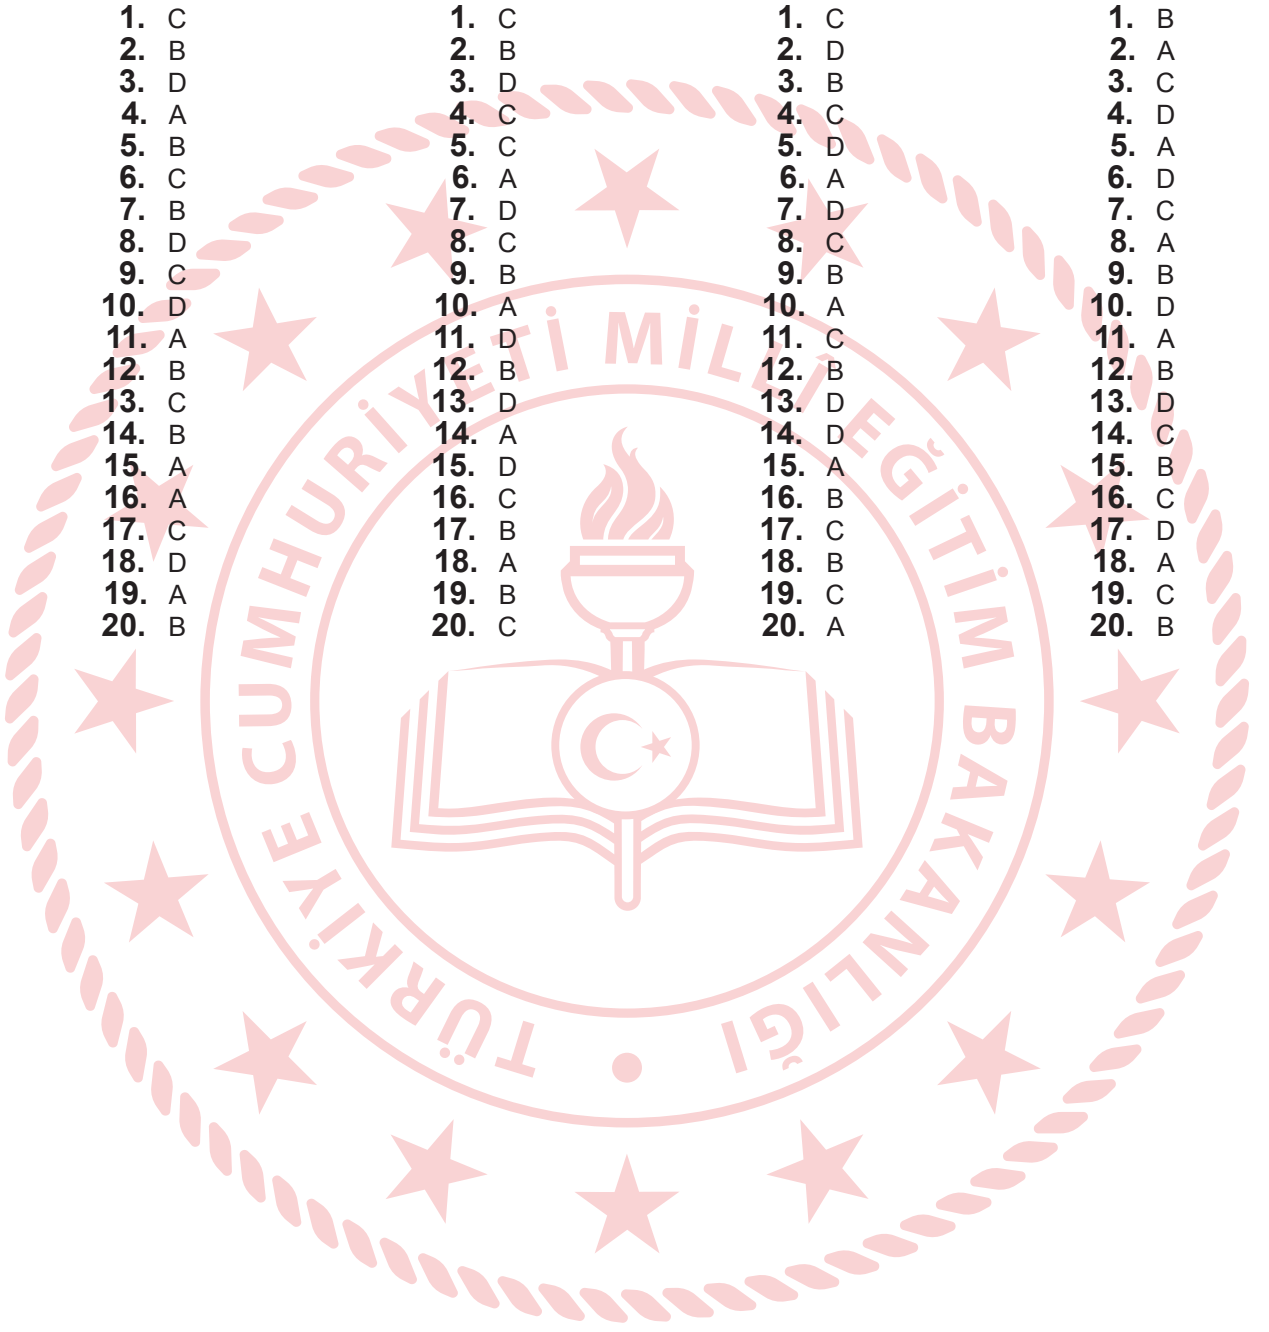 1. C
2. B
3. D
4. A
5. B
6. C
7. B
8. D
9. C
10. D
11. A
12. B
13. C
14. B
15. A
16. A
17. C
18. D
19. A
20. B
1. C
2. B
3. D
4. C
5. C
6. A
7. D
8. C
9. B
10. A
11. D
12. B
13. D
14. A
15. D
16. C
17. B
18. A
19. B
20. C
1. C
2. D
3. B
4. C
5. D
6. A
7. D
8. C
9. B
10. A
11. C
12. B
13. D
14. D
15. A
16. B
17. C
18. B
19. C
20. A
1. B
2. A
3. C
4. D
5. A
6. D
7. C
8. A
9. B
10. D
11. A
12. B
13. D
14. C
15. B
16. C
17. D
18. A
19. C
20. B
TÜRKİYE CUMHURİYETİ MİLLÎ EĞİTİM BAKANLIĞI